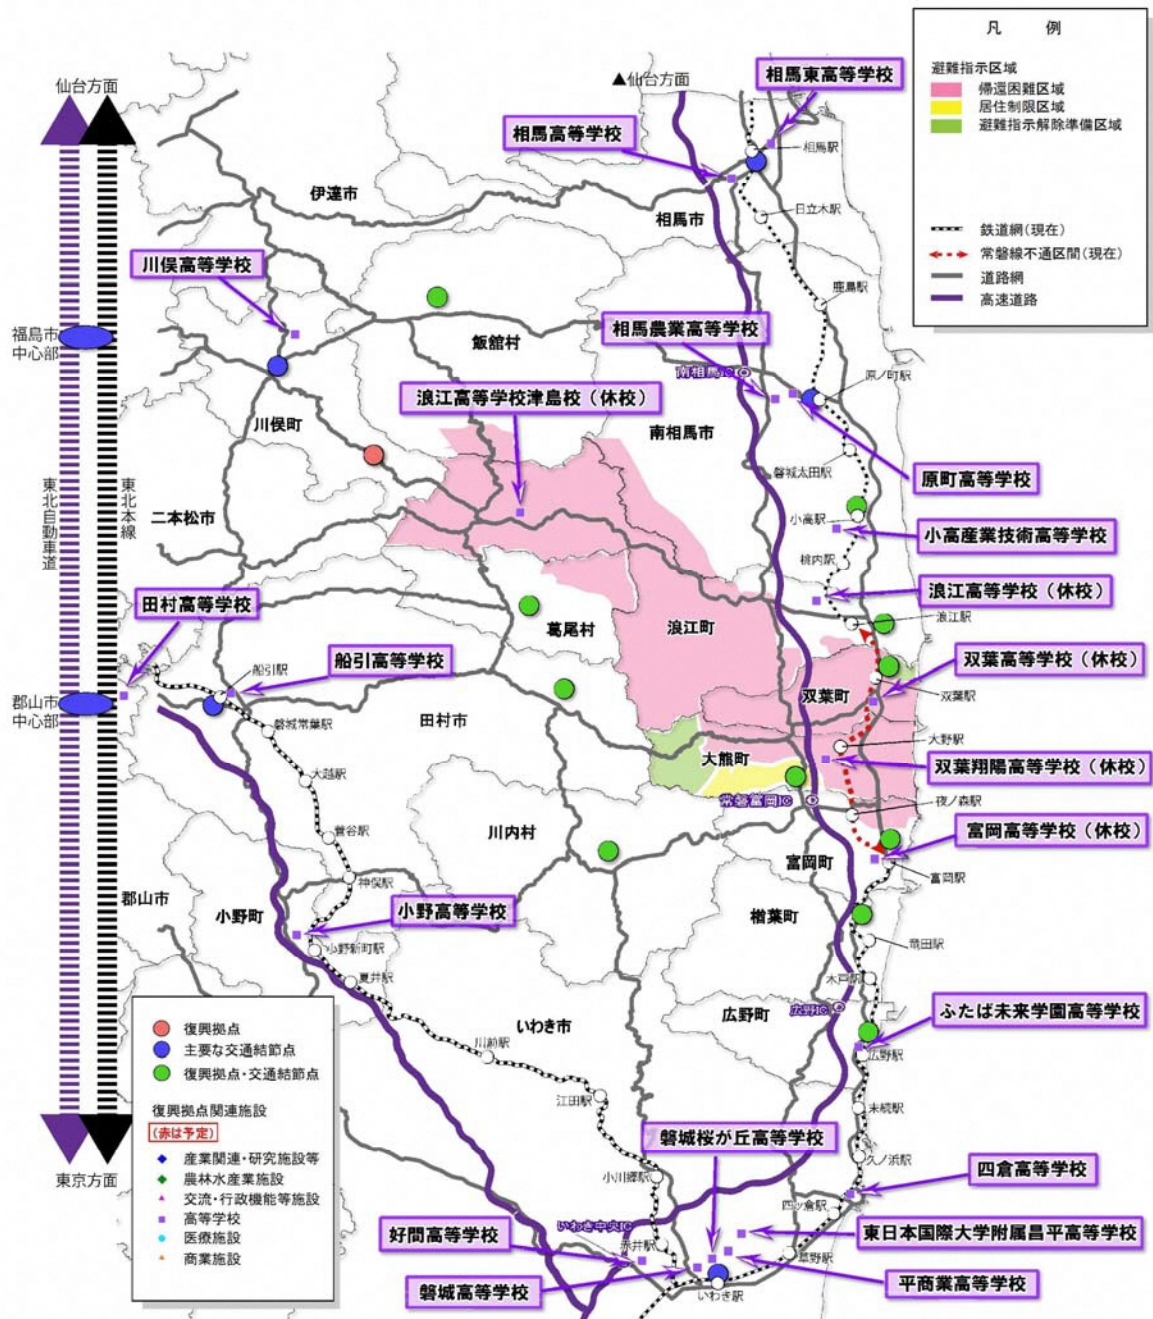 凡　例
避難指示区域
帰還困難区域
居住制限区域
避難指示解除準備区域
鉄道網(現在)
常磐線不通区間(現在)
道路網
高速道路
仙台方面
▲仙台方面
相馬東高等学校
相馬高等学校
相馬駅
伊達市
相馬市
日立木駅
川俣高等学校
鹿島駅
福島市
中心部
相馬農業高等学校
飯舘村
南相馬IC
原ノ町駅
浪江高等学校津島校（休校）
川俣町
南相馬市
磐城太田駅
原町高等学校
東北自動車道
東北本線
二本松市
小高駅
小高産業技術高等学校
桃内駅
浪江高等学校（休校）
田村高等学校
葛尾村
浪江町
浪江駅
船引駅
船引高等学校
双葉高等学校（休校）
双葉町
双葉駅
郡山市
中心部
磐城常葉駅
田村市
大野駅
大熊町
双葉翔陽高等学校（休校）
大越駅
常磐富岡IC
夜ノ森駅
菅谷駅
川内村
富岡高等学校（休校）
富岡町
富岡駅
神俣駅
郡山市
小野町
小野高等学校
楢葉町
小野新町駅
竜田駅
夏井駅
木戸駅
広野町
広野IC
ふたば未来学園高等学校
いわき市
川前駅
広野駅
江田駅
末続駅
磐城桜が丘高等学校
久ノ浜駅
小川郷駅
四倉高等学校
四ッ倉駅
いわき中央IC
好間高等学校
赤井駅
東日本国際大学附属昌平高等学校
草野駅
磐城高等学校
いわき駅
平商業高等学校
復興拠点
主要な交通結節点
復興拠点・交通結節点
復興拠点関連施設
(赤は予定)
産業関連・研究施設等
農林水産業施設
交流・行政機能等施設
高等学校
医療施設
商業施設
東京方面